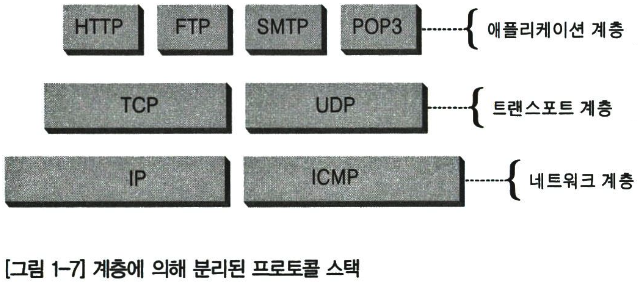 HTTP FTP SMTP POP3 애플리케이션 계층
TCP UDP 트랜스포트 계층
IP ICMP 네트워크 계층
[그림 1-7] 계층에 의해 분리된 프로토콜 스택